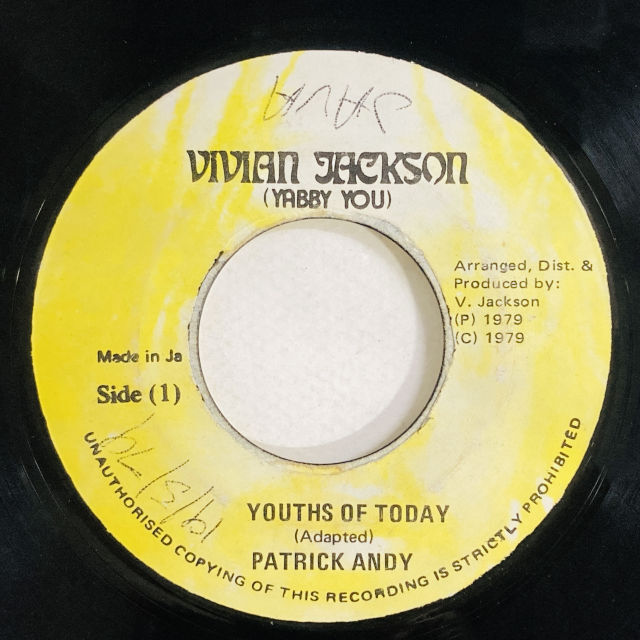 VIVIAN JACKSON
(YABBY YOU)
Arranged, Dist. &
Produced by:
V. Jackson
(P) 1979
(C) 1979
Made in Ja
Side (1)
YOUTHS OF TODAY
(Adapted)
PATRICK ANDY
UNAUTHORISED COPYING OF THIS RECORDING IS STRICTLY PROHIBITED